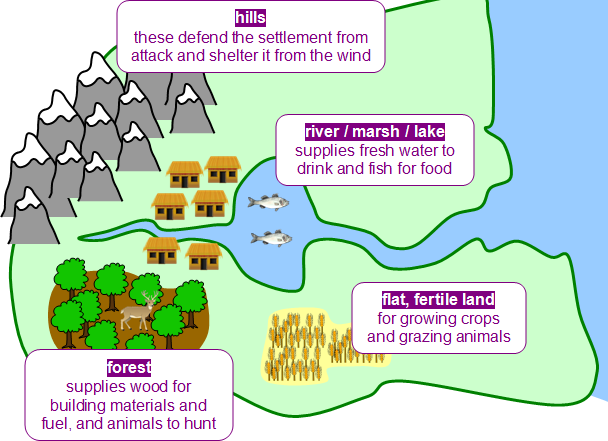 hills
these defend the settlement from
attack and shelter it from the wind
river / marsh / lake
supplies fresh water to
drink and fish for food
flat, fertile land
for growing crops
and grazing animals
forest
supplies wood for
building materials and
fuel, and animals to hunt